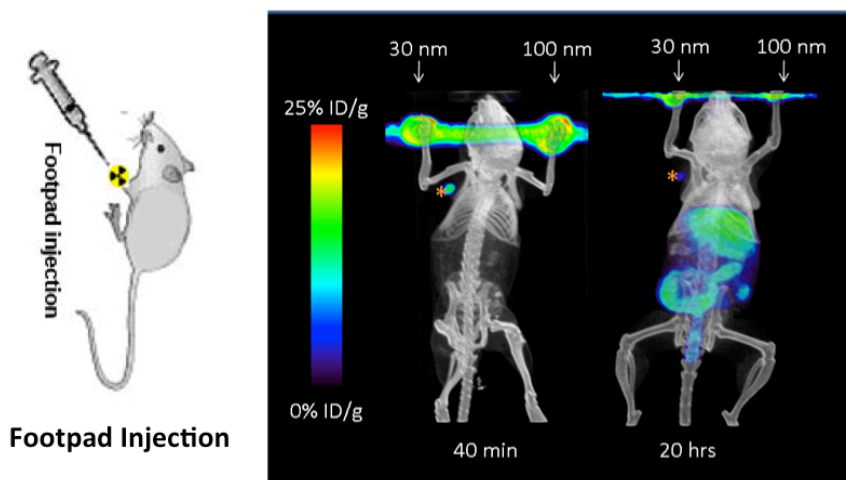 Footpad injection
Footpad Injection
30 nm
100 nm
30 nm
100 nm
25% ID/g
*
*
0% ID/g
40 min
20 hrs